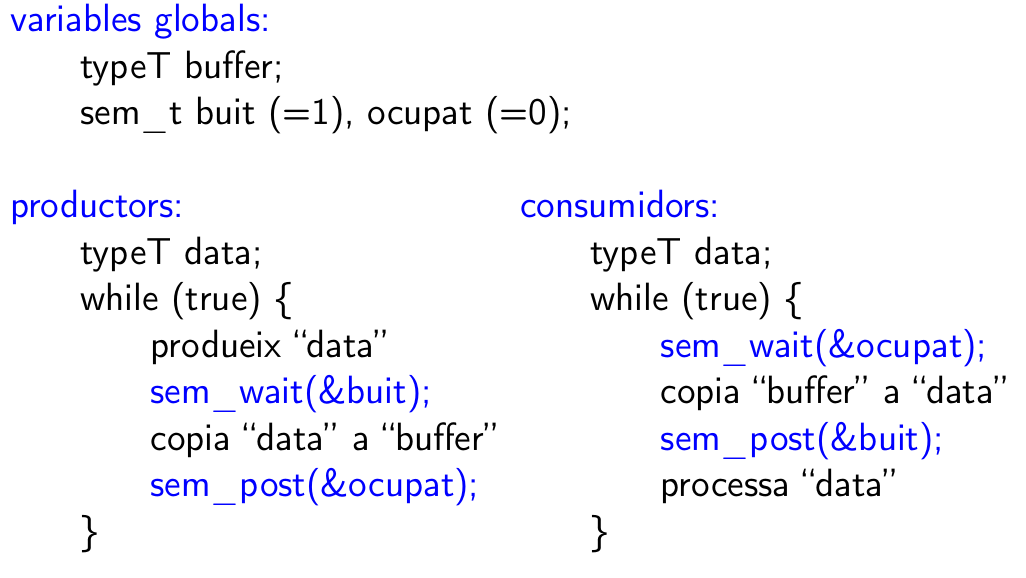 variables globals:
typeT buffer;
sem_t buit (=1), ocupat (=0);
productors:
typeT data;
while (true) {
produeix “data”
sem_wait(&buit);
copia “data” a “buffer”
sem_post(&ocupat);
}
consumidors:
typeT data;
while (true) {
sem_wait(&ocupat);
copia “buffer” a “data”
sem_post(&buit);
processa “data”
}